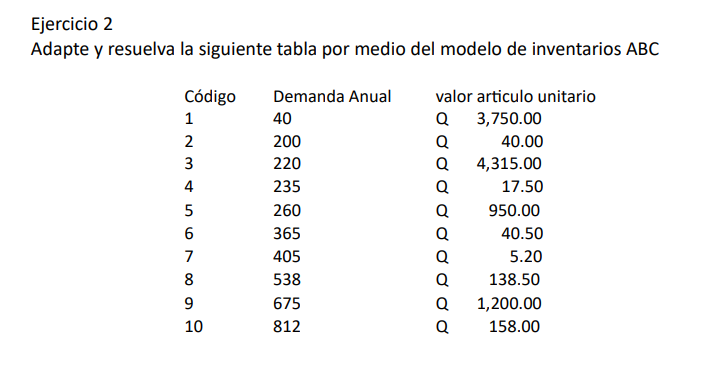 Ejercicio 2
Adapte y resuelva la siguiente tabla por medio del modelo de inventarios ABC
Código Demanda Anual valor articulo unitario
1 40 Q 3,750.00
2 200 Q 40.00
3 220 Q 4,315.00
4 235 Q 17.50
5 260 Q 950.00
6 365 Q 40.50
7 405 Q 5.20
8 538 Q 138.50
9 675 Q 1,200.00
10 812 Q 158.00